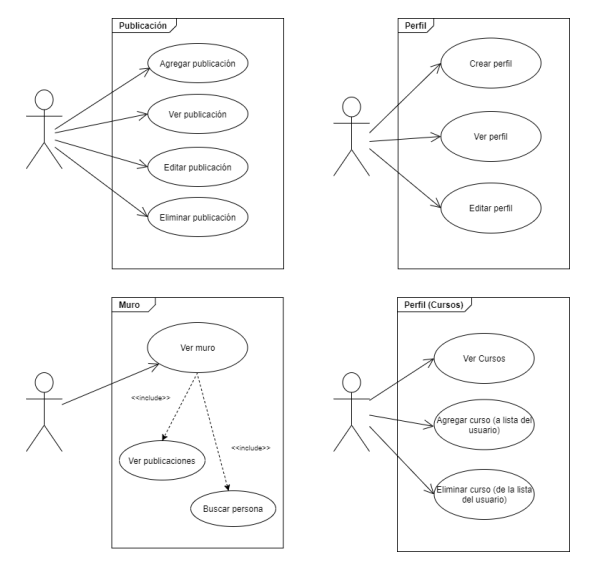 Publicación
Agregar publicación
Ver publicación
Editar publicación
Eliminar publicación
Perfil
Crear perfil
Ver perfil
Editar perfil
Muro
Ver muro
<<include>>
Ver publicaciones
<<include>>
Buscar persona
Perfil (Cursos)
Ver Cursos
Agregar curso (a lista del
usuario)
Eliminar curso (de la lista
del usuario)